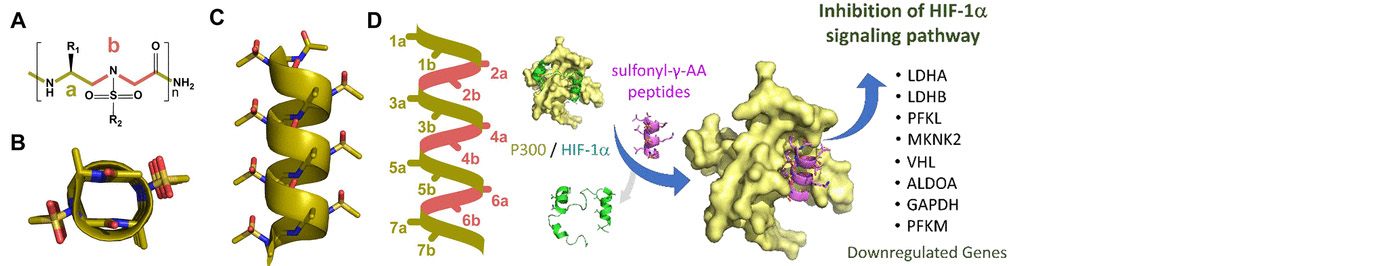 A
R1
b
O
N
N
H
a
NH2
n
O
S
O
R2
B
C
D
1a
1b
2a
2b
3a
3b
4a
4b
5a
5b
6a
6b
7a
7b
P300 / HIF-1α
sulfonyl-γ-AA
peptides
Inhibition of HIF-1α
signaling pathway
• LDHA
• LDHB
• PFKL
• MKNK2
• VHL
• ALDOA
• GAPDH
• PFKM
Downregulated Genes